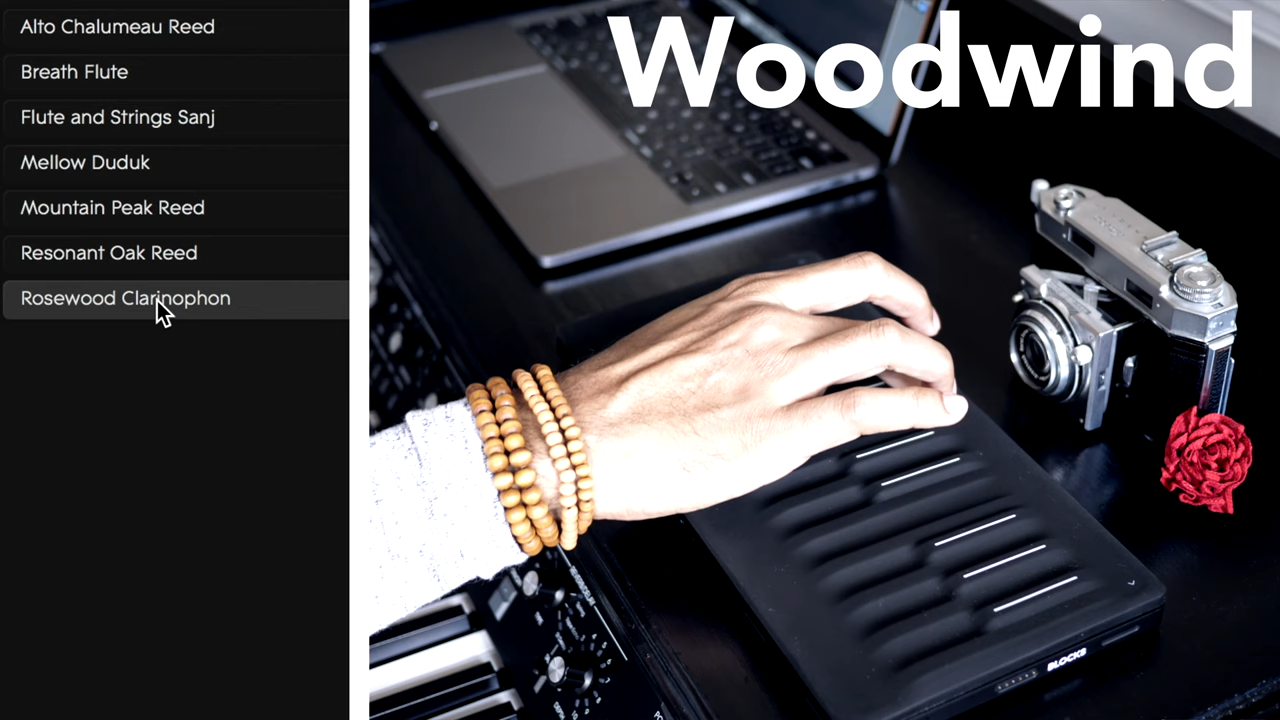 Alto Chalumeau Reed
Breath Flute
Flute and Strings Sanj
Mellow Duduk
Mountain Peak Reed
Resonant Oak Reed
Rosewood Clarinophon
Woodwind
BLOCKS